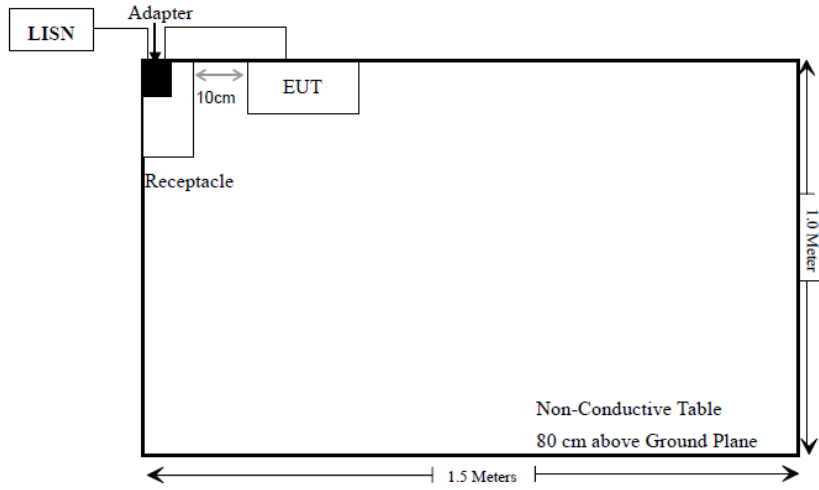 Adapter
LISN
10cm
EUT
Receptacle
1.0 Meter
Non-Conductive Table
80 cm above Ground Plane
1.5 Meters